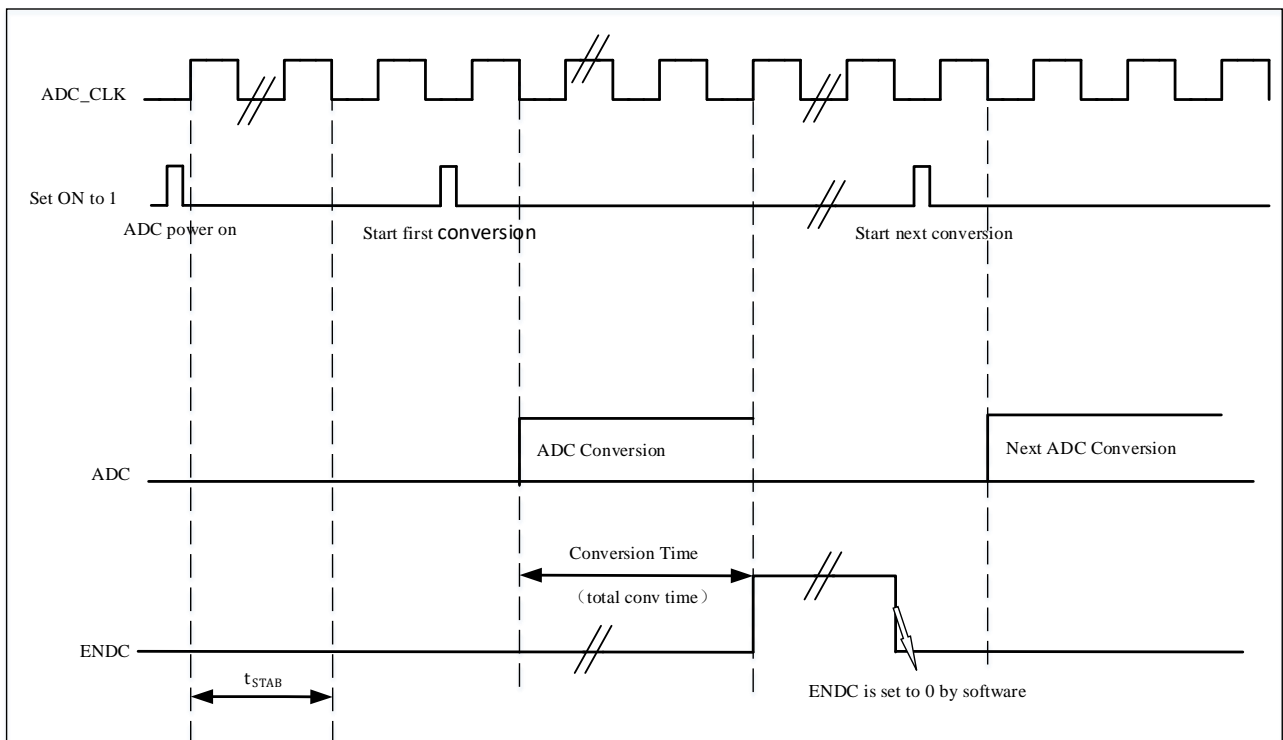 ADC_CLK
Set ON to 1
ADC power on
Start first conversion
Start next conversion
ADC Conversion
Next ADC Conversion
ADC
Conversion Time
（total conv time）
ENDC
tSTAB
ENDC is set to 0 by software